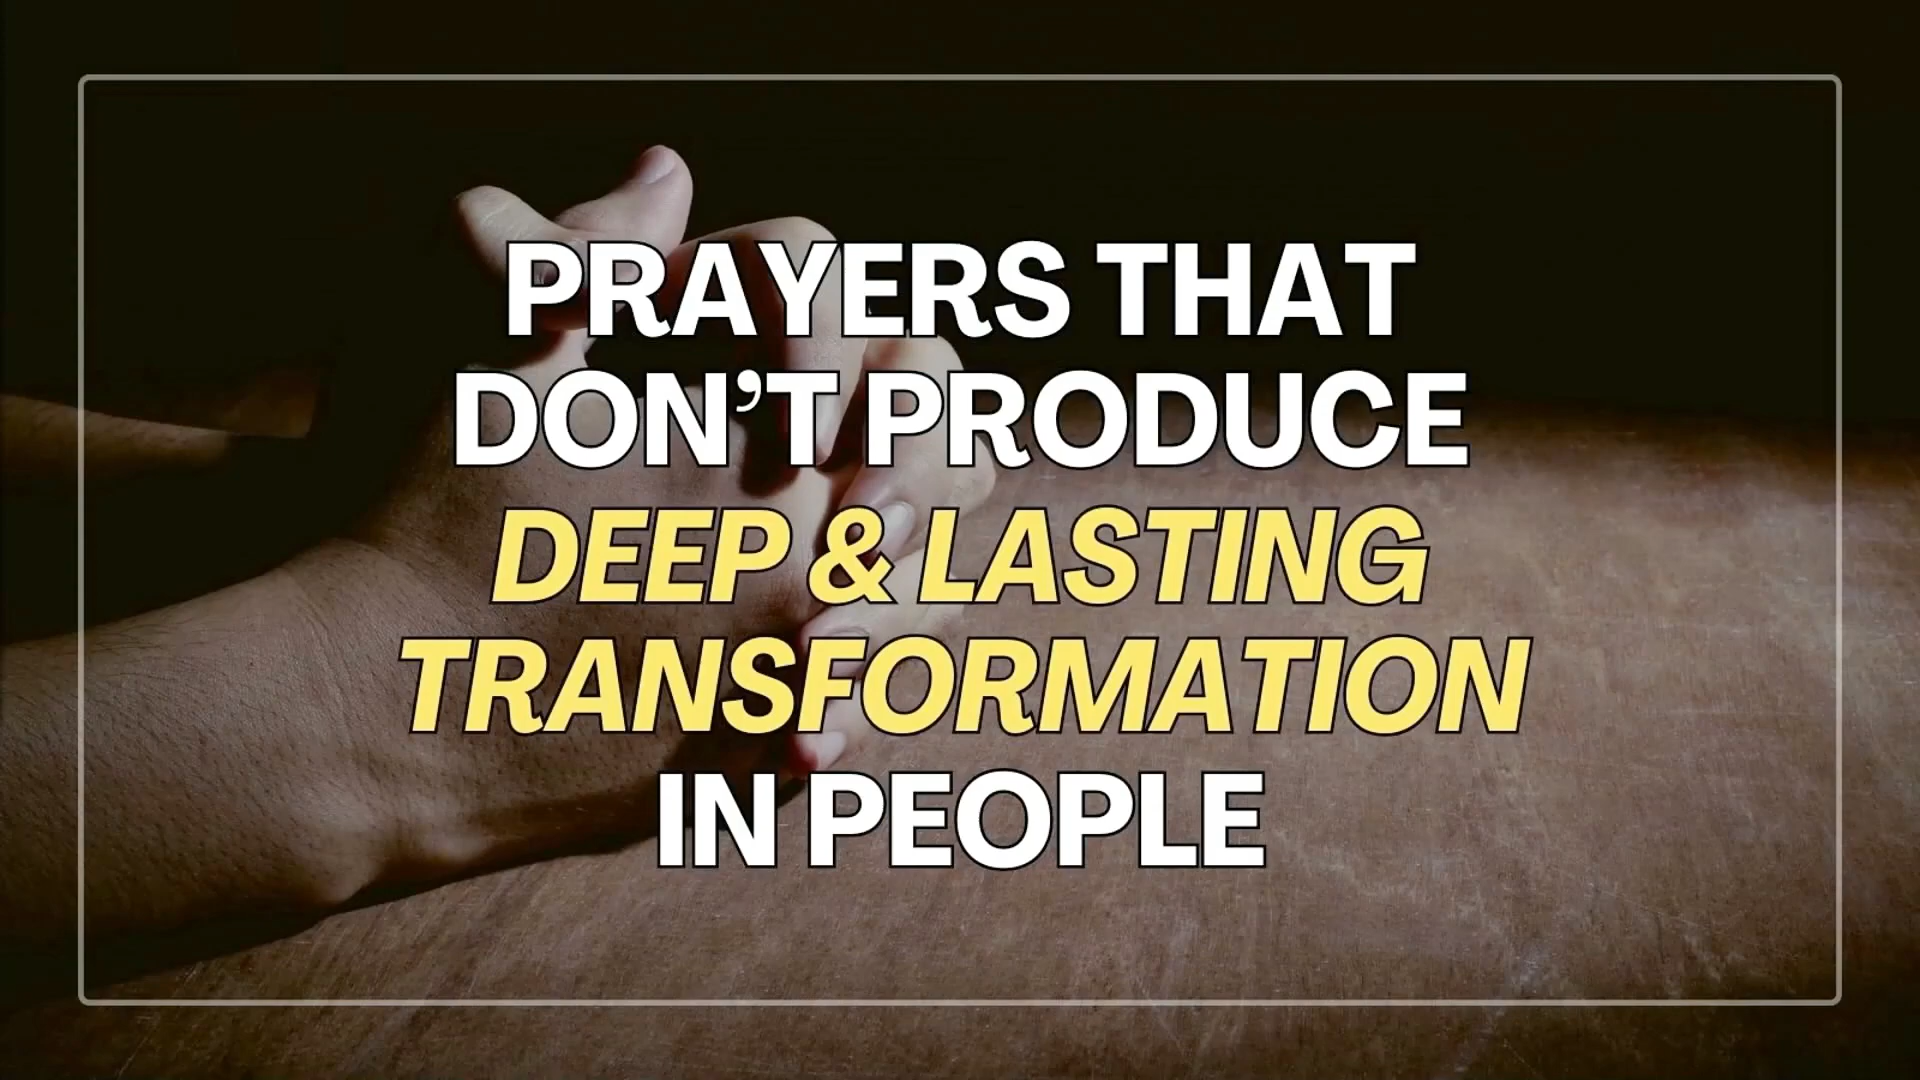 PRAYERS THAT
DON’T PRODUCE
DEEP & LASTING
TRANSFORMATION
IN PEOPLE